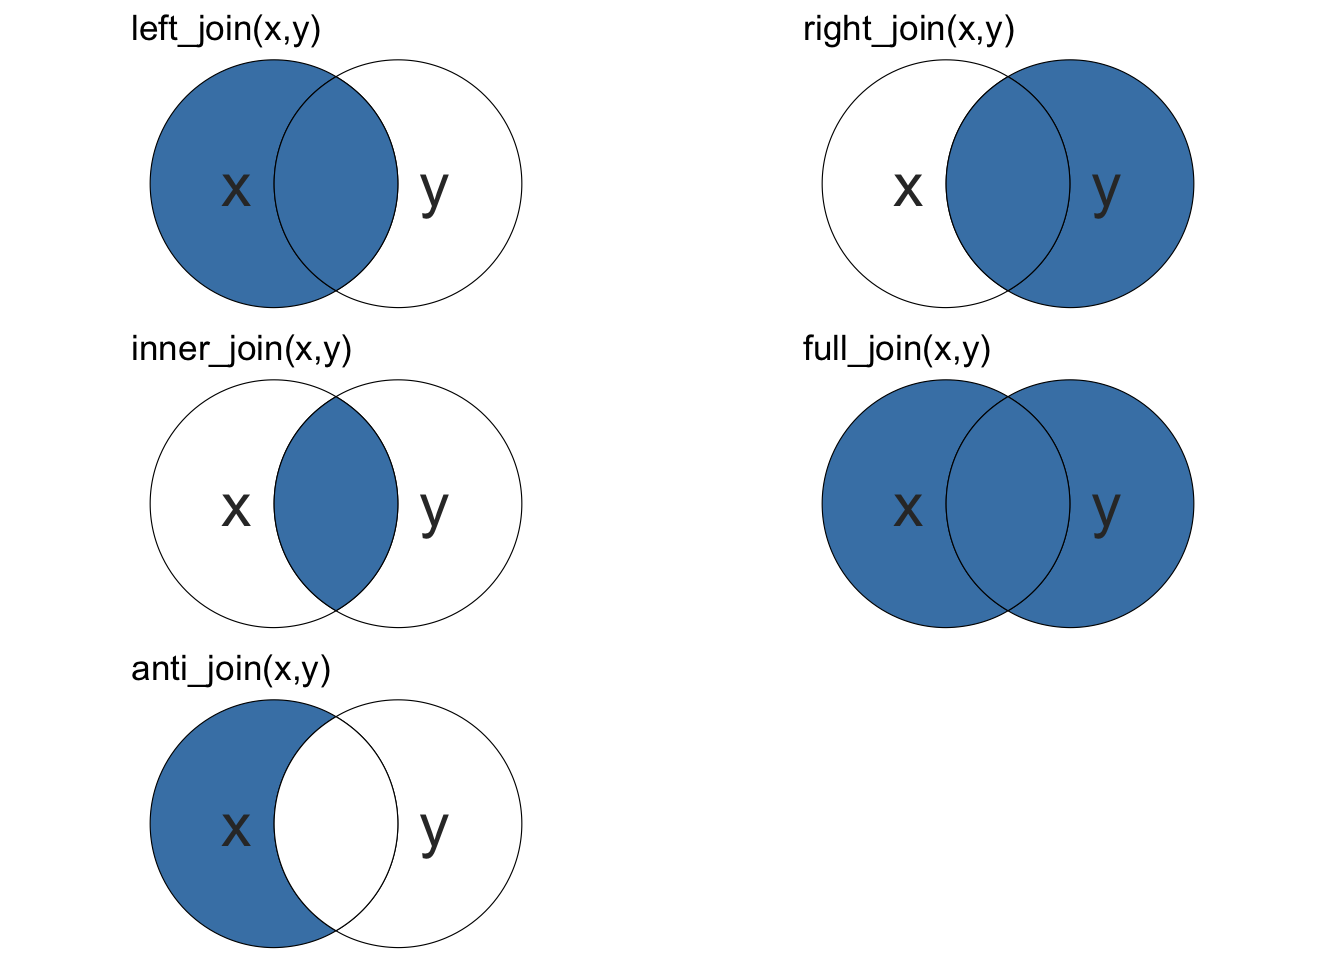 left_join(x,y)
x y
right_join(x,y)
x y
inner_join(x,y)
x y
full_join(x,y)
x y
anti_join(x,y)
x y